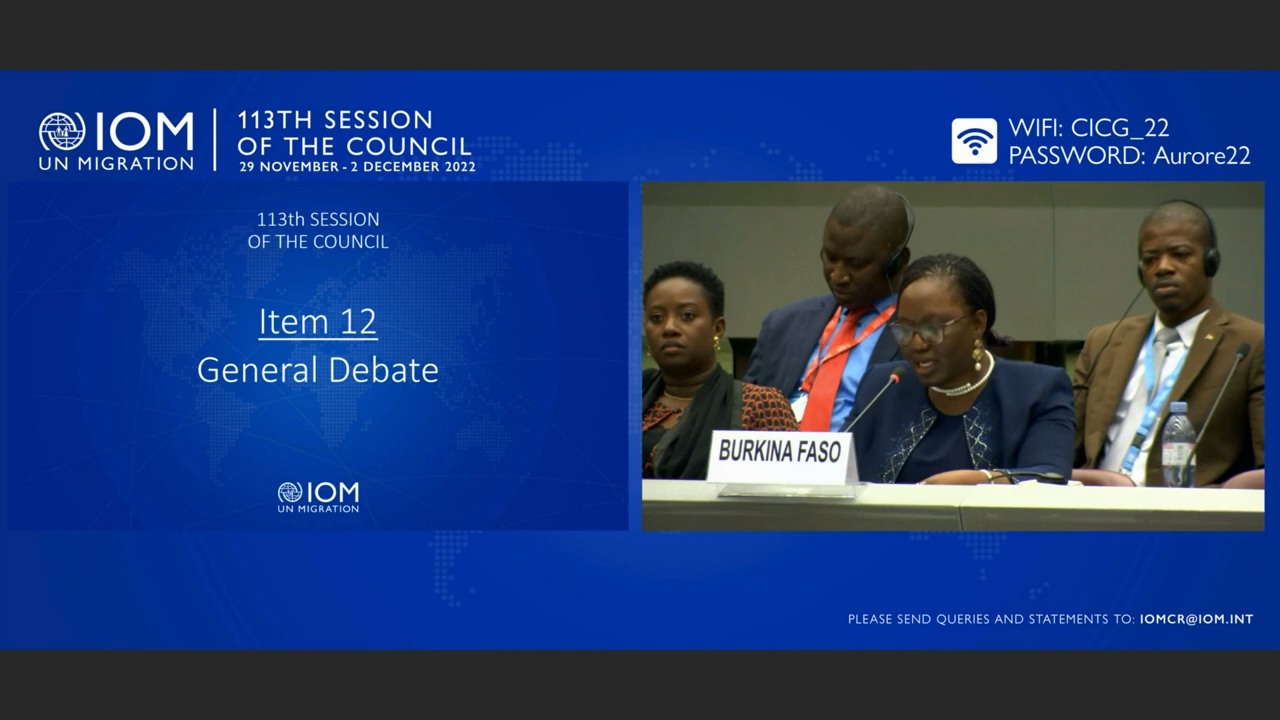 IOM
UN MIGRATION
113TH SESSION
OF THE COUNCIL
29 NOVEMBER - 2 DECEMBER 2022
WIFI: CICG_22
PASSWORD: Aurore22
113th SESSION
OF THE COUNCIL
Item 12
General Debate
IOM
UN MIGRATION
BURKINA FASO
PLEASE SEND QUERIES AND STATEMENTS TO: IOMCR@IOM.INT